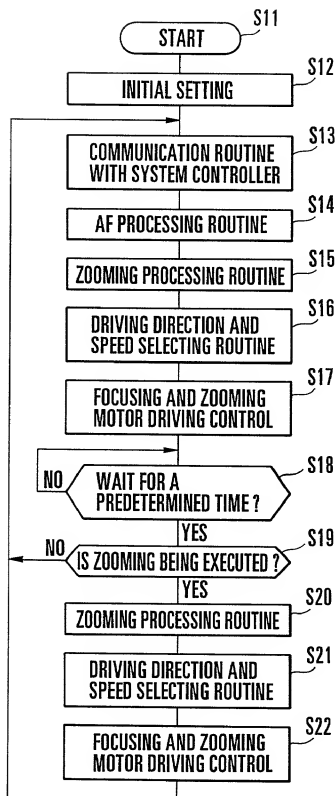 S11
START
S12
INITIAL SETTING
S13
COMMUNICATION ROUTINE
WITH SYSTEM CONTROLLER
S14
AF PROCESSING ROUTINE
S15
ZOOMING PROCESSING ROUTINE
S16
DRIVING DIRECTION AND
SPEED SELECTING ROUTINE
S17
FOCUSING AND ZOOMING
MOTOR DRIVING CONTROL
S18
NO
WAIT FOR A
PREDETERMINED TIME ?
YES
S19
NO
IS ZOOMING BEING EXECUTED ?
YES
S20
ZOOMING PROCESSING ROUTINE
S21
DRIVING DIRECTION AND
SPEED SELECTING ROUTINE
S22
FOCUSING AND ZOOMING
MOTOR DRIVING CONTROL